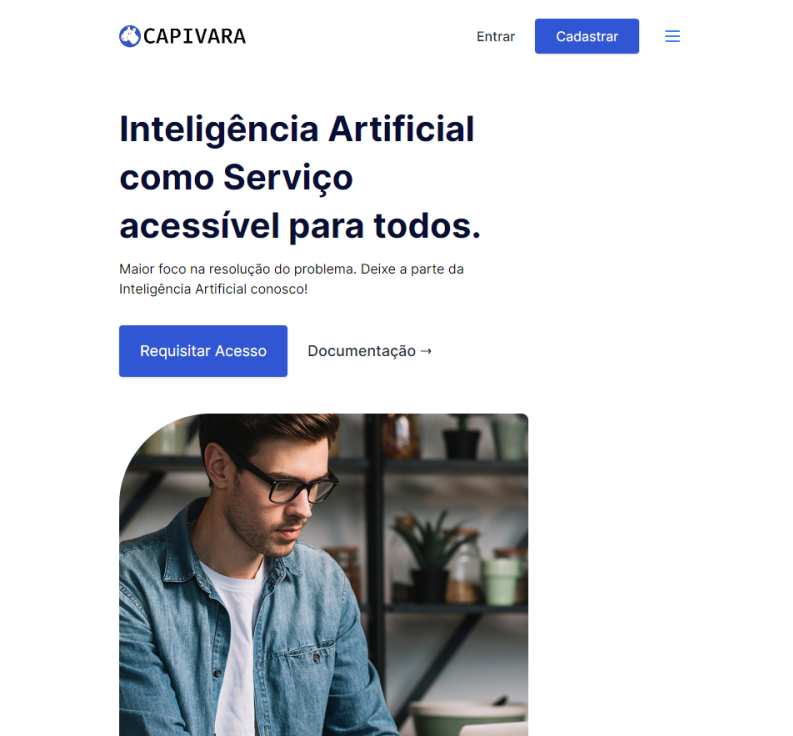 CAPIVARA
Entrar
Cadastrar
Inteligência Artificial
como Serviço
acessível para todos.
Maior foco na resolução do problema. Deixe a parte da
Inteligência Artificial conosco!
Requisitar Acesso
Documentação →